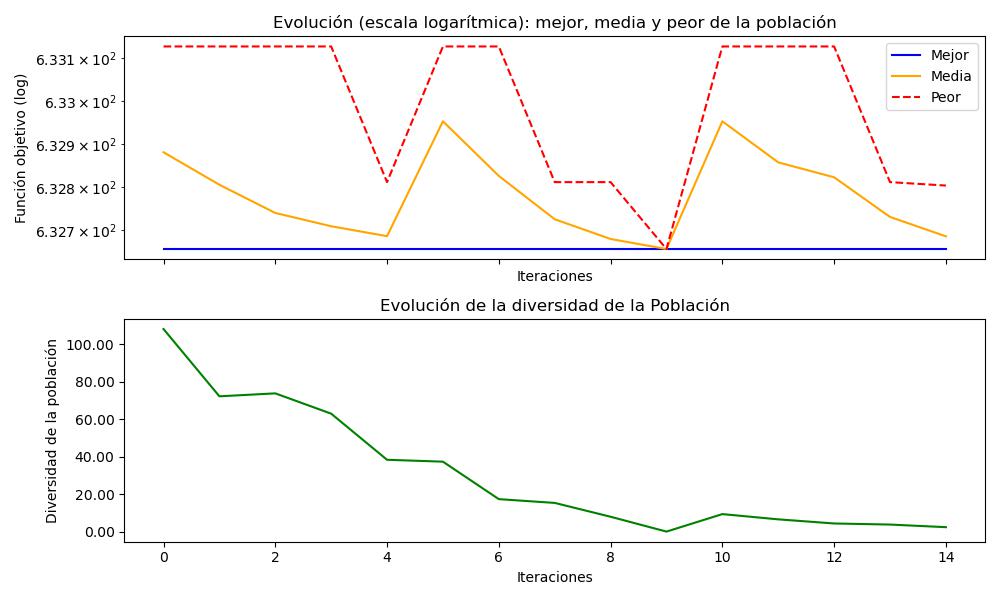 Evolución (escala logarítmica): mejor, media y peor de la población
Función objetivo (log)
6.331 × 10²
6.33 × 10²
6.329 × 10²
6.328 × 10²
6.327 × 10²
Mejor
Media
Peor
Iteraciones
Evolución de la diversidad de la Población
Diversidad de la población
100.00
80.00
60.00
40.00
20.00
0.00
0 2 4 6 8 10 12 14
Iteraciones